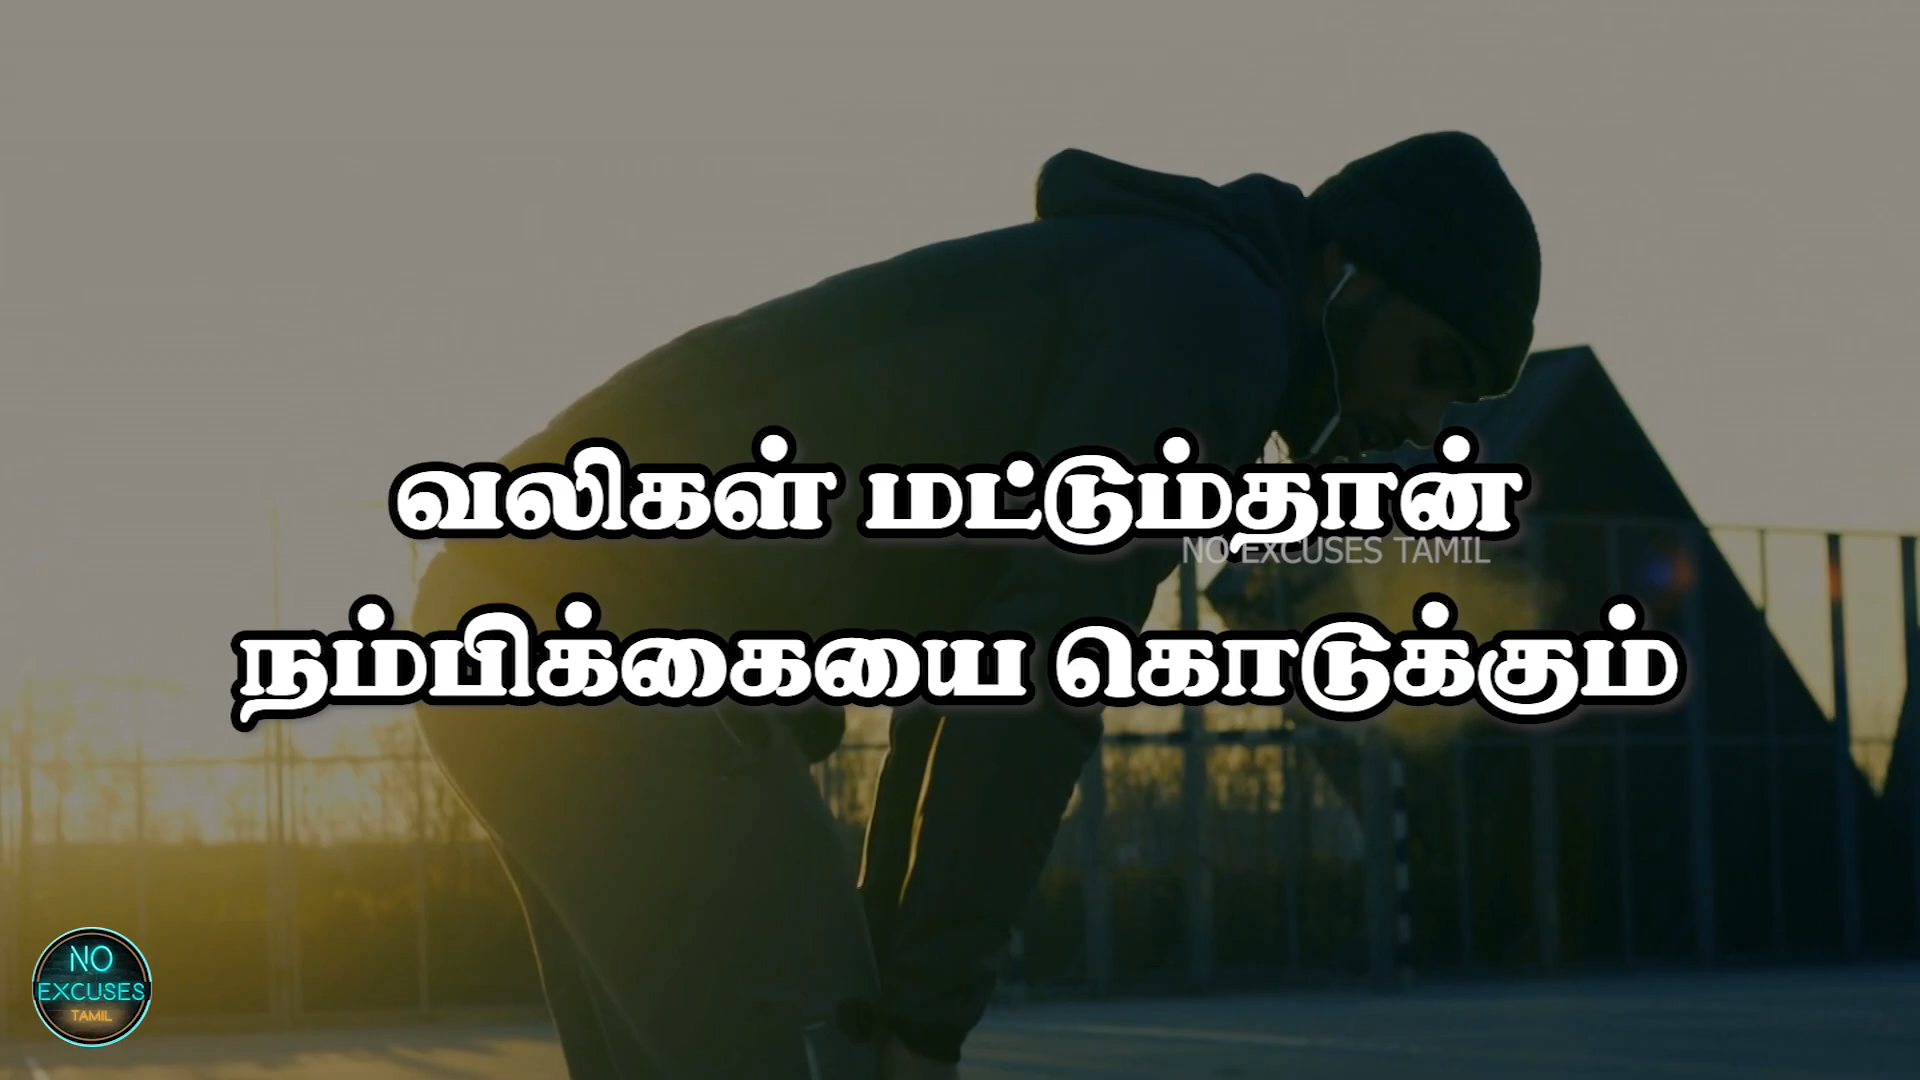 வலிகள் மட்டும்தான்
NO EXCUSES TAMIL
நம்பிக்கையை கொடுக்கும்
NO
EXCUSES
TAMIL